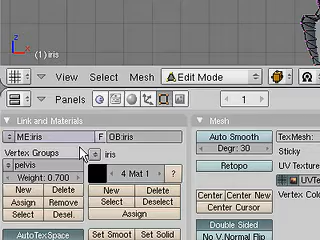 z
x
(1) iris
View Select Mesh Edit Mode
Panels 1
Link and Materials Mesh
ME:iris F OB:iris Auto Smooth TexMesh:
Degr: 30 Sticky
Vertex Groups iris Retopo UV Texture
pelvis 4 Mat 1 ? UVTe
Weight: 0.700 Vertex Colo
New Delete New Delete Center Center New
Assign Remove Select Deselect Center Cursor
Select Desel. Assign
Double Sided
AutoTexSpace Set Smoot Set Solid No V.Normal Flip